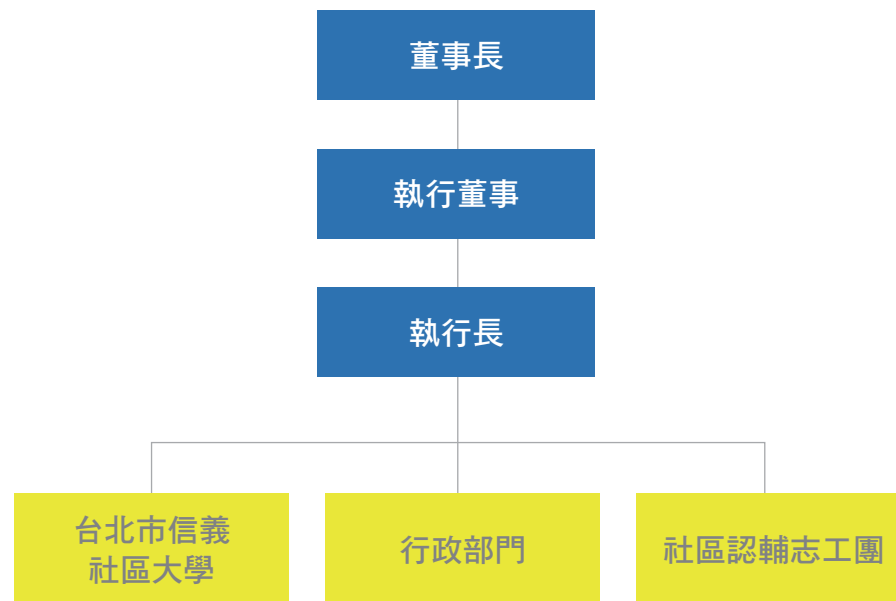 董事長
執行董事
執行長
台北市信義
社區大學
行政部門
社區認輔志工團